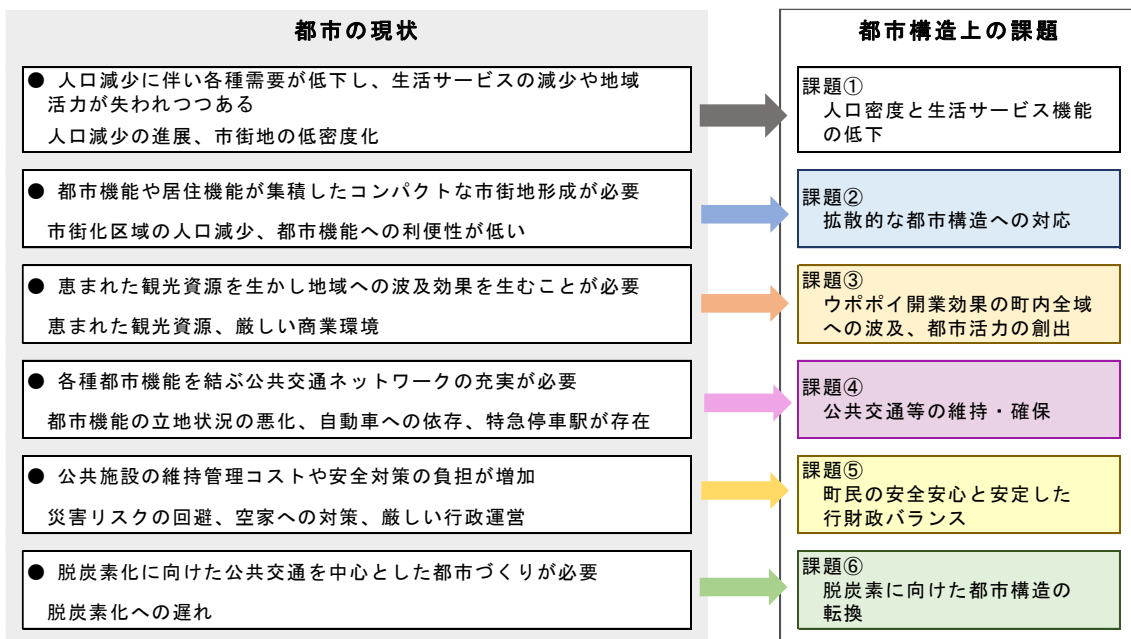 都市の現状
● 人口減少に伴い各種需要が低下し、生活サービスの減少や地域
活力が失われつつある
人口減少の進展、市街地の低密度化
● 都市機能や居住機能が集積したコンパクトな市街地形成が必要
市街化区域の人口減少、都市機能への利便性が低い
● 恵まれた観光資源を生かし地域への波及効果を生むことが必要
恵まれた観光資源、厳しい商業環境
● 各種都市機能を結ぶ公共交通ネットワークの充実が必要
都市機能の立地状況の悪化、自動車への依存、特急停車駅が存在
● 公共施設の維持管理コストや安全対策の負担が増加
災害リスクの回避、空家への対策、厳しい行政運営
● 脱炭素化に向けた公共交通を中心とした都市づくりが必要
脱炭素化への遅れ
都市構造上の課題
課題①
人口密度と生活サービス機能
の低下
課題②
拡散的な都市構造への対応
課題③
ウポポイ開業効果の町内全域
への波及、都市活力の創出
課題④
公共交通等の維持・確保
課題⑤
町民の安全安心と安定した
行財政バランス
課題⑥
脱炭素に向けた都市構造の
転換